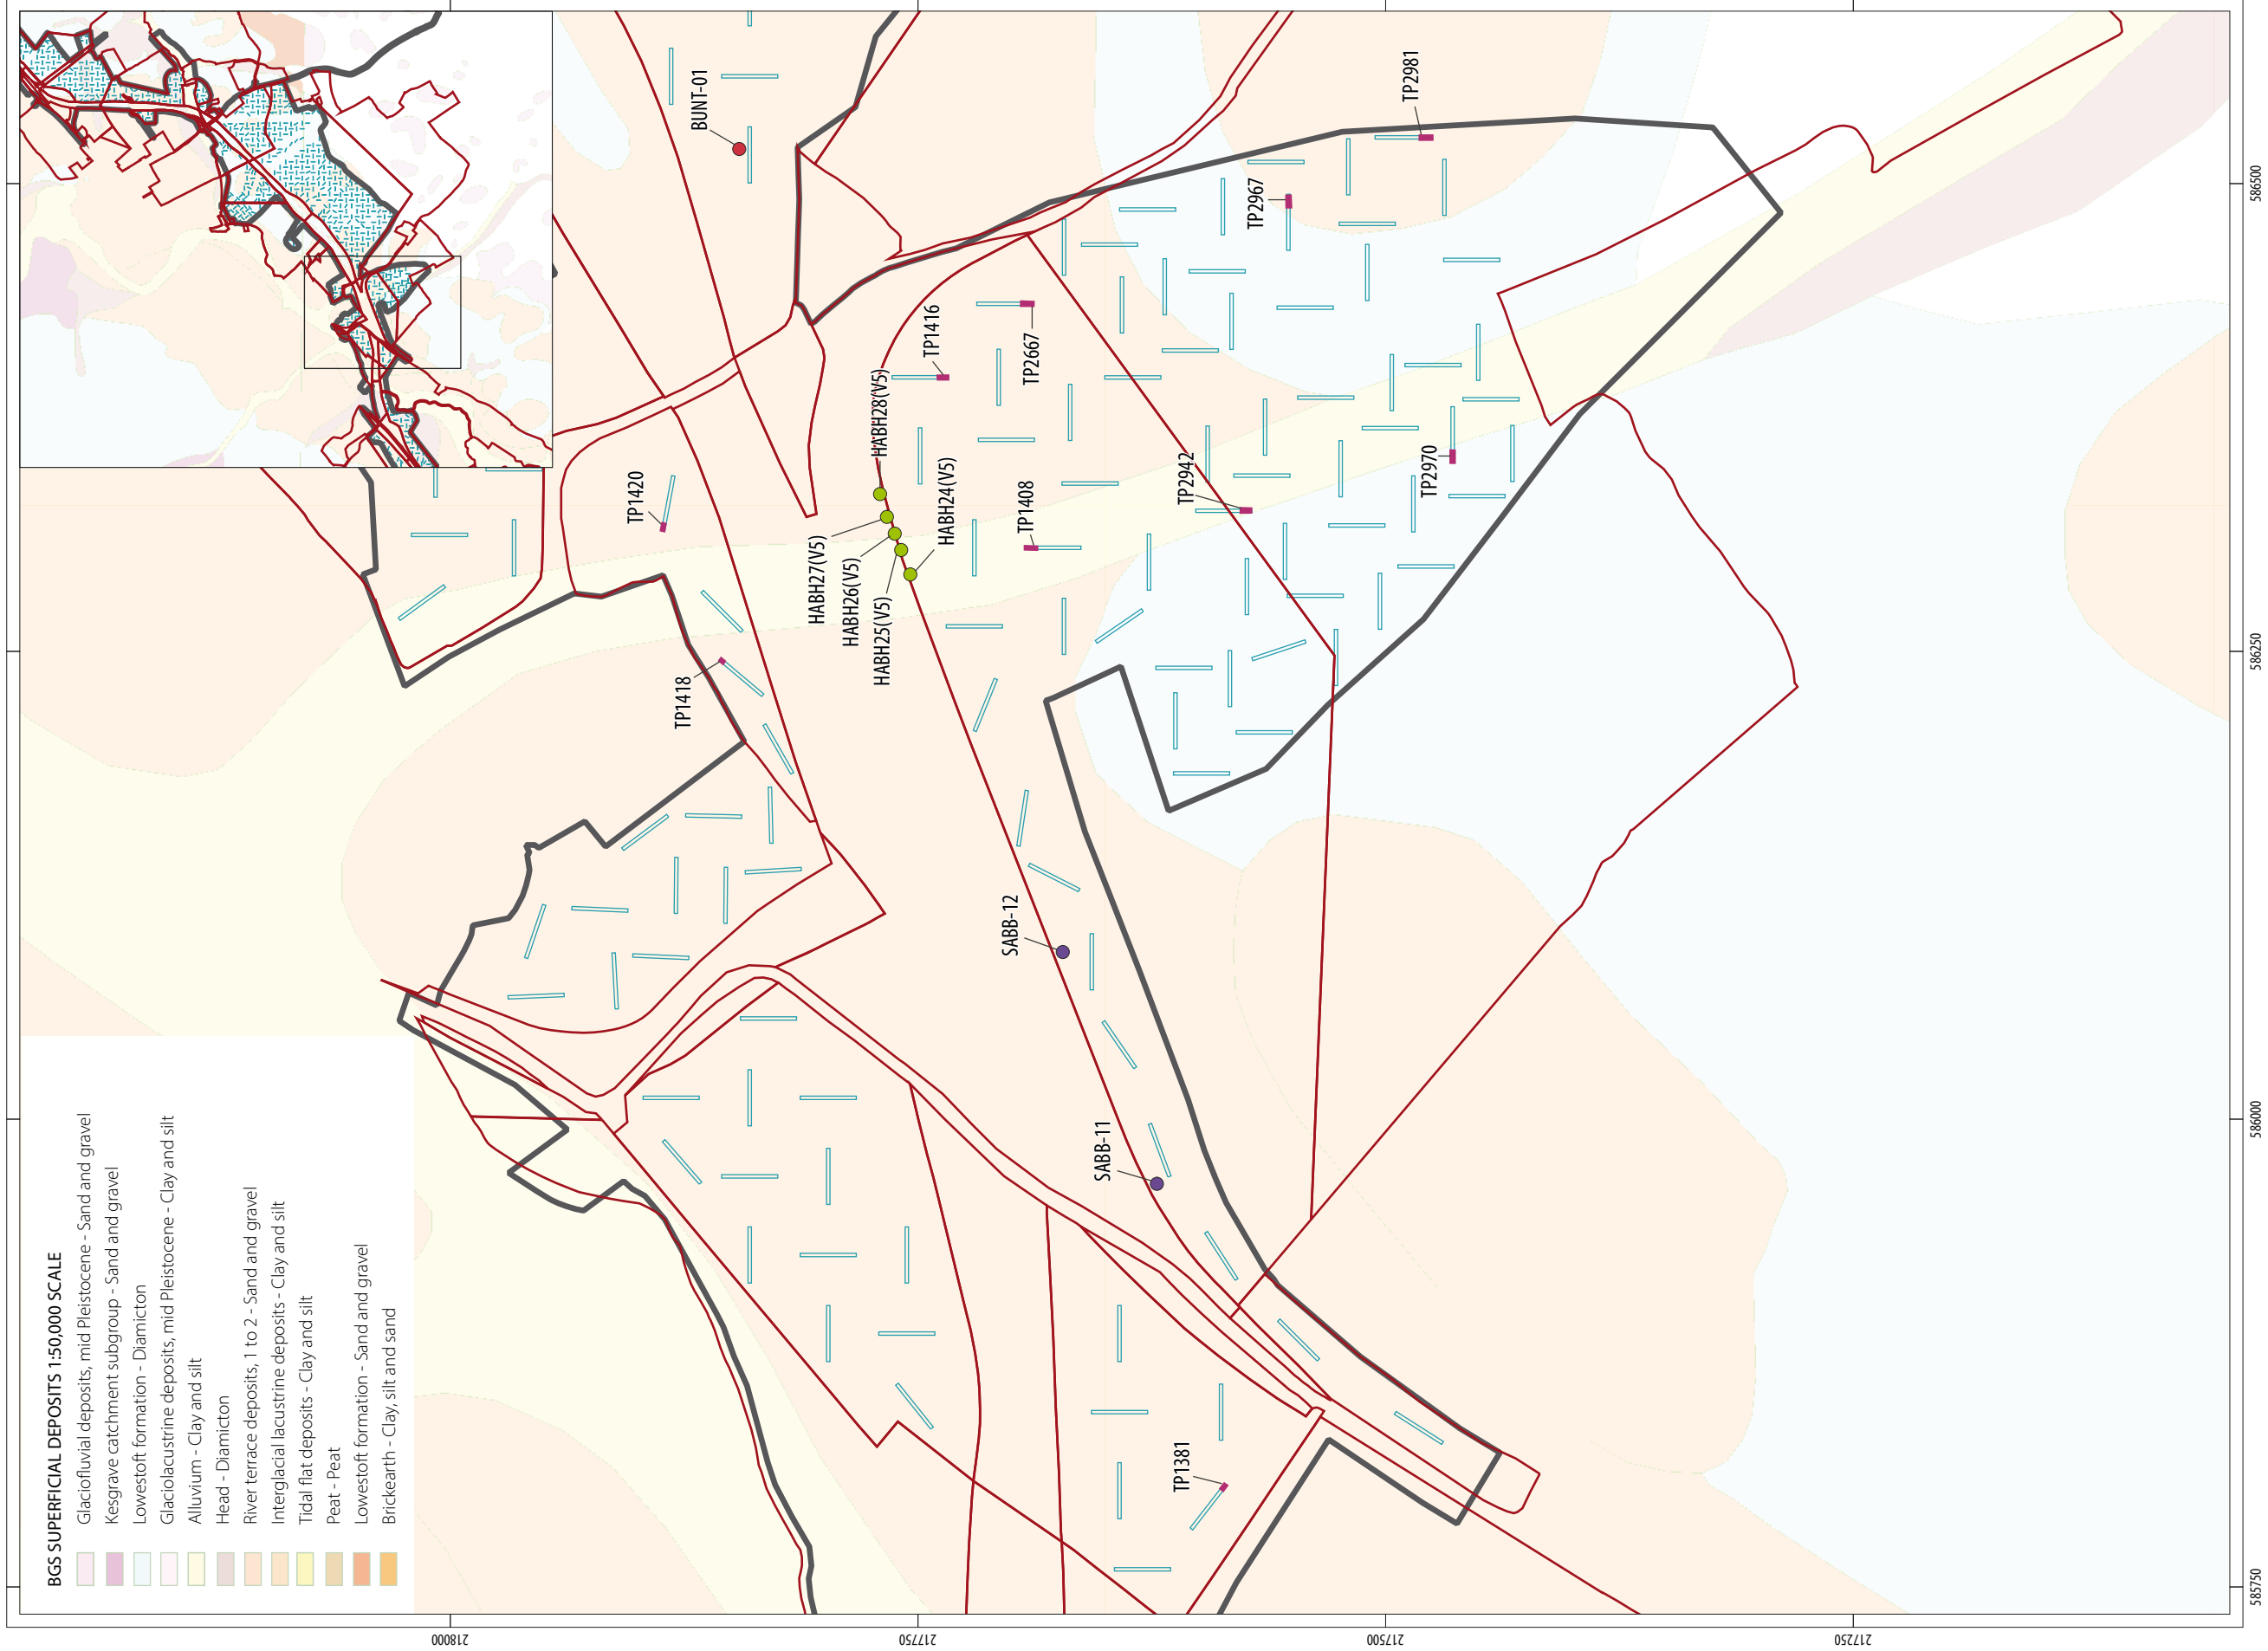 BGS SUPERFICIAL DEPOSITS 1:50,000 SCALE
Glaciofluvial deposits, mid Pleistocene - Sand and gravel
Kesgrave catchment subgroup - Sand and gravel
Lowestoft formation - Diamicton
Glaciolacustrine deposits, mid Pleistocene - Clay and silt
Alluvium - Clay and silt
Head - Diamicton
River terrace deposits, 1 to 2 - Sand and gravel
Interglacial lacustrine deposits - Clay and silt
Tidal flat deposits - Clay and silt
Peat - Peat
Lowestoft formation - Sand and gravel
Brickearth - Clay, silt and sand
BUNT-01
TP2981
TP2967
TP1416
TP2667
HABH28(V5)
TP1420
HABH24(V5)
TP1408
TP2942
TP2970
HABH27(V5)
HABH26(V5)
HABH25(V5)
TP1418
SABB-12
SABB-11
TP1381
586500
586250
586000
585750
218000
217750
217500
217250